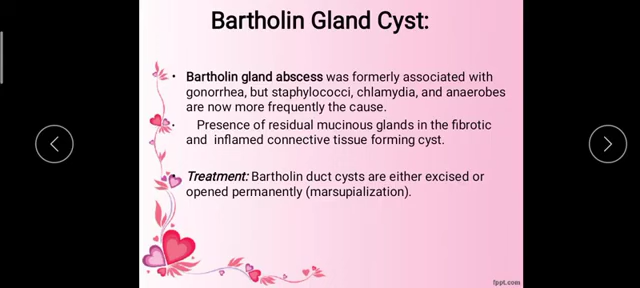 Bartholin Gland Cyst:
• Bartholin gland abscess was formerly associated with
gonorrhea, but staphylococci, chlamydia, and anaerobes
are now more frequently the cause.
• Presence of residual mucinous glands in the fibrotic
and inflamed connective tissue forming cyst.
• Treatment: Bartholin duct cysts are either excised or
opened permanently (marsupialization).
fppt.com